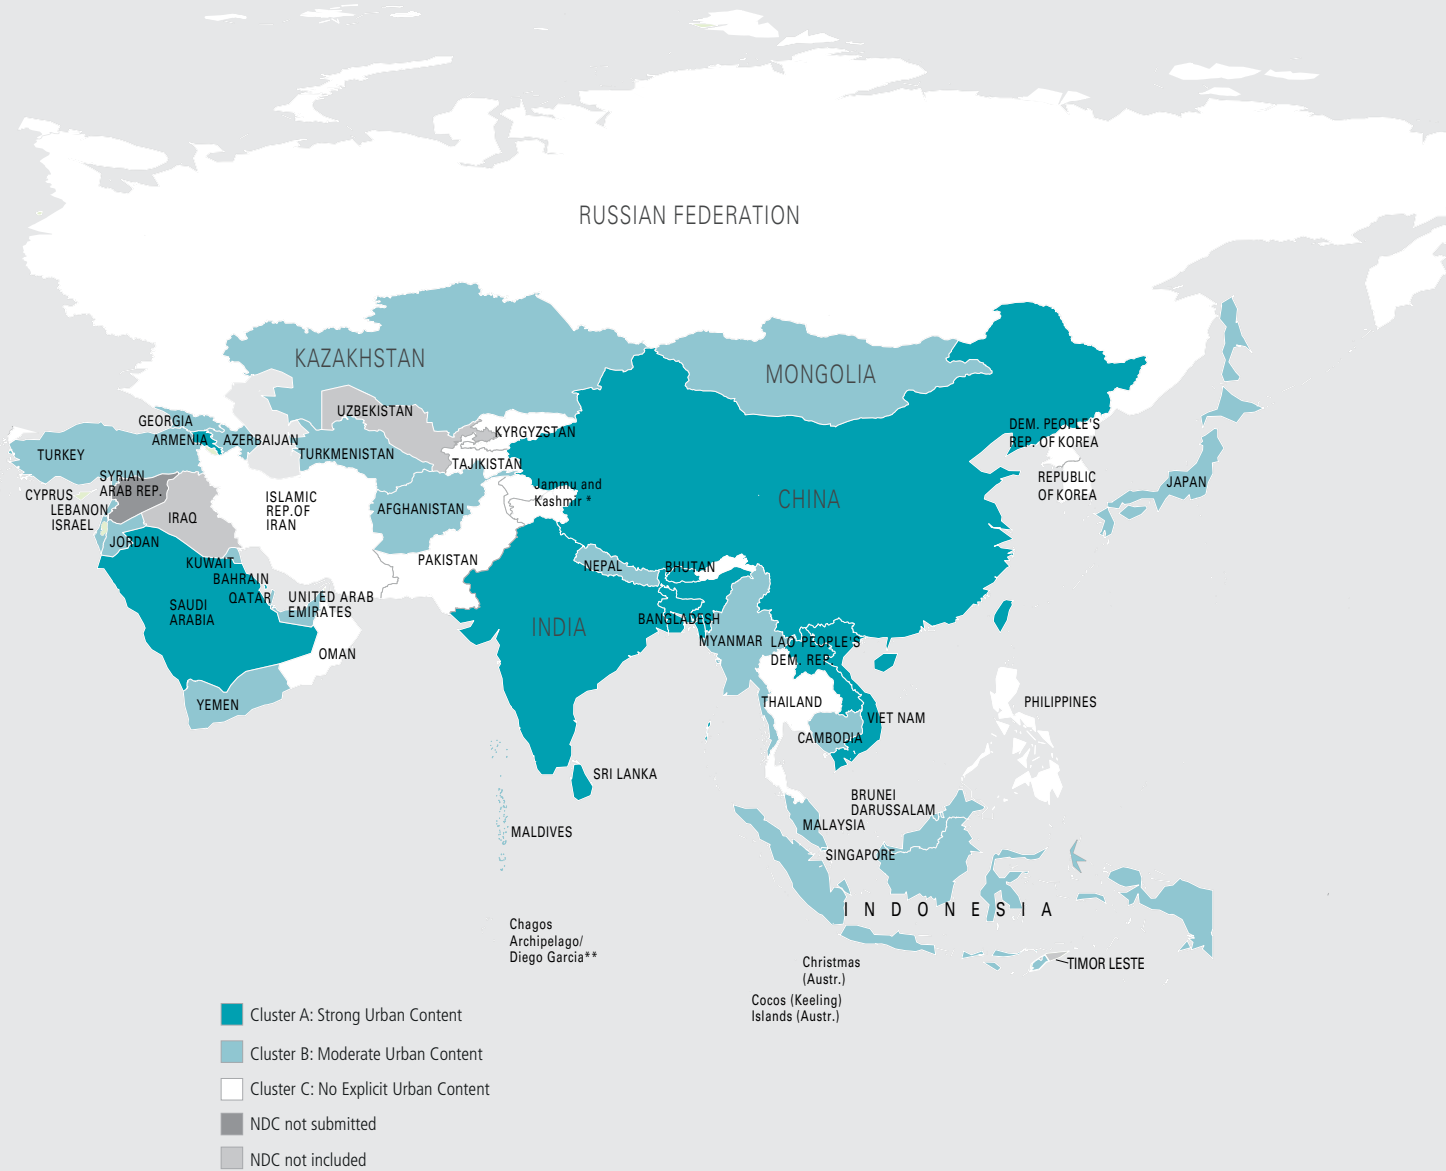 RUSSIAN FEDERATION
KAZAKHSTAN
MONGOLIA
UZBEKISTAN
GEORGIA
ARMENIA
AZERBAIJAN
KYRGYZSTAN
DEM. PEOPLE'S
REP. OF KOREA
TURKEY
TURKMENISTAN
TAJIKISTAN
SYRIAN
ARAB REP.
REPUBLIC
OF KOREA
JAPAN
CYPRUS
LEBANON
ISRAEL
ISLAMIC
REP.OF
IRAN
Jammu and
Kashmir *
CHINA
IRAQ
AFGHANISTAN
JORDAN
PAKISTAN
KUWAIT
BAHRAIN
QATAR
NEPAL
BHUTAN
UNITED ARAB
EMIRATES
SAUDI
ARABIA
INDIA
BANGLADESH
MYANMAR
LAO PEOPLE'S
DEM. REP.
OMAN
YEMEN
THAILAND
PHILIPPINES
VIET NAM
CAMBODIA
SRI LANKA
BRUNEI
DARUSSALAM
MALDIVES
MALAYSIA
SINGAPORE
INDONESIA
Chagos
Archipelago/
Diego Garcia**
Christmas
(Austr.)
TIMOR LESTE
Cocos (Keeling)
Islands (Austr.)
Cluster A: Strong Urban Content
Cluster B: Moderate Urban Content
Cluster C: No Explicit Urban Content
NDC not submitted
NDC not included